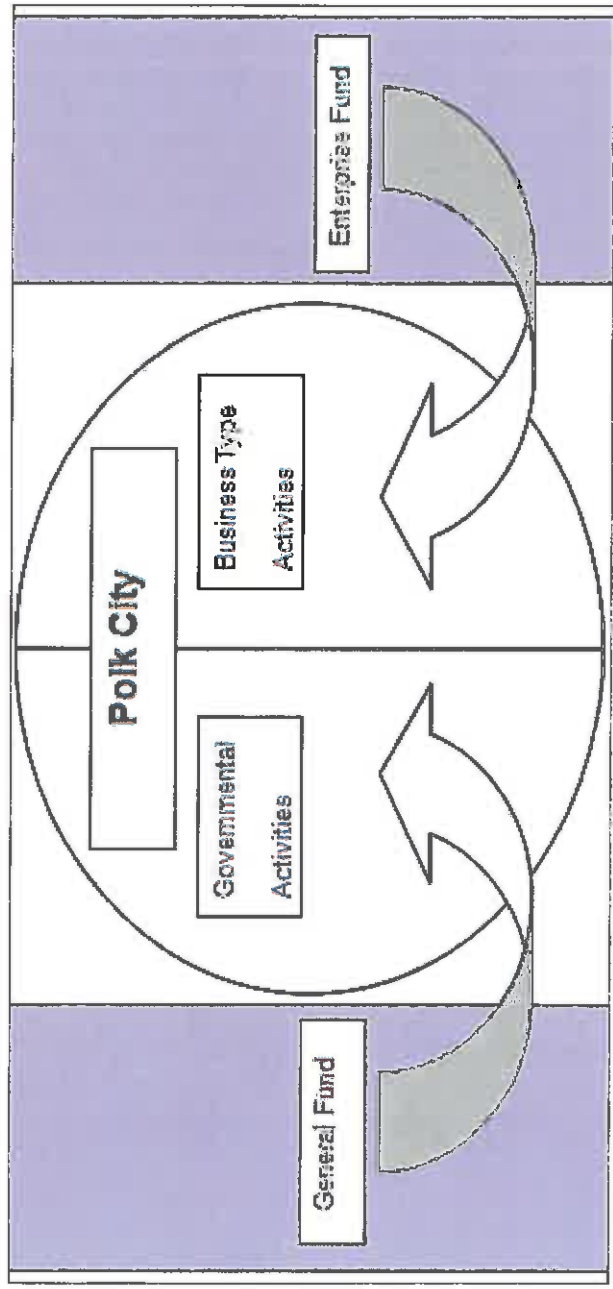 Polk City
Governmental
Activities
Business Type
Activities
General Fund
Enterprise Fund